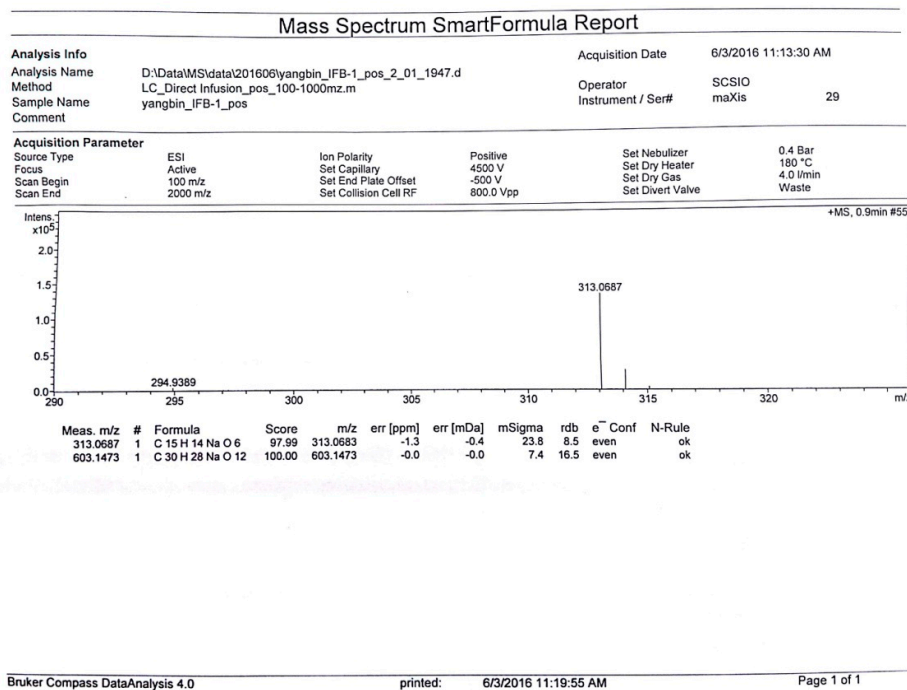 Mass Spectrum SmartFormula Report
Analysis Info
Acquisition Date 6/3/2016 11:13:30 AM
Analysis Name D:\Data\MS\data\201606\yangbin_IFB-1_pos_2_01_1947.d
Method LC_Direct Infusion_pos_100-1000mz.m
Operator SCSIO
Sample Name yangbin_IFB-1_pos
Instrument / Ser# maXis 29
Comment
Acquisition Parameter
Source Type ESI Ion Polarity Positive Set Nebulizer 0.4 Bar
Focus Active Set Capillary 4500 V Set Dry Heater 180 °C
Scan Begin 100 m/z Set End Plate Offset -500 V Set Dry Gas 4.0 l/min
Scan End 2000 m/z Set Collision Cell RF 800.0 Vpp Set Divert Valve Waste
Intens.
x10⁵
+MS, 0.9min #55
2.0
1.5
313.0687
1.0
0.5
294.9389
0.0
290 295 300 305 310 315 320 m/
Meas. m/z # Formula Score m/z err [ppm] err [mDa] mSigma rdb e⁻ Conf N-Rule
313.0687 1 C 15 H 14 Na O 6 97.99 313.0683 -1.3 -0.4 23.8 8.5 even ok
603.1473 1 C 30 H 28 Na O 12 100.00 603.1473 -0.0 -0.0 7.4 16.5 even ok
Bruker Compass DataAnalysis 4.0 printed: 6/3/2016 11:19:55 AM Page 1 of 1